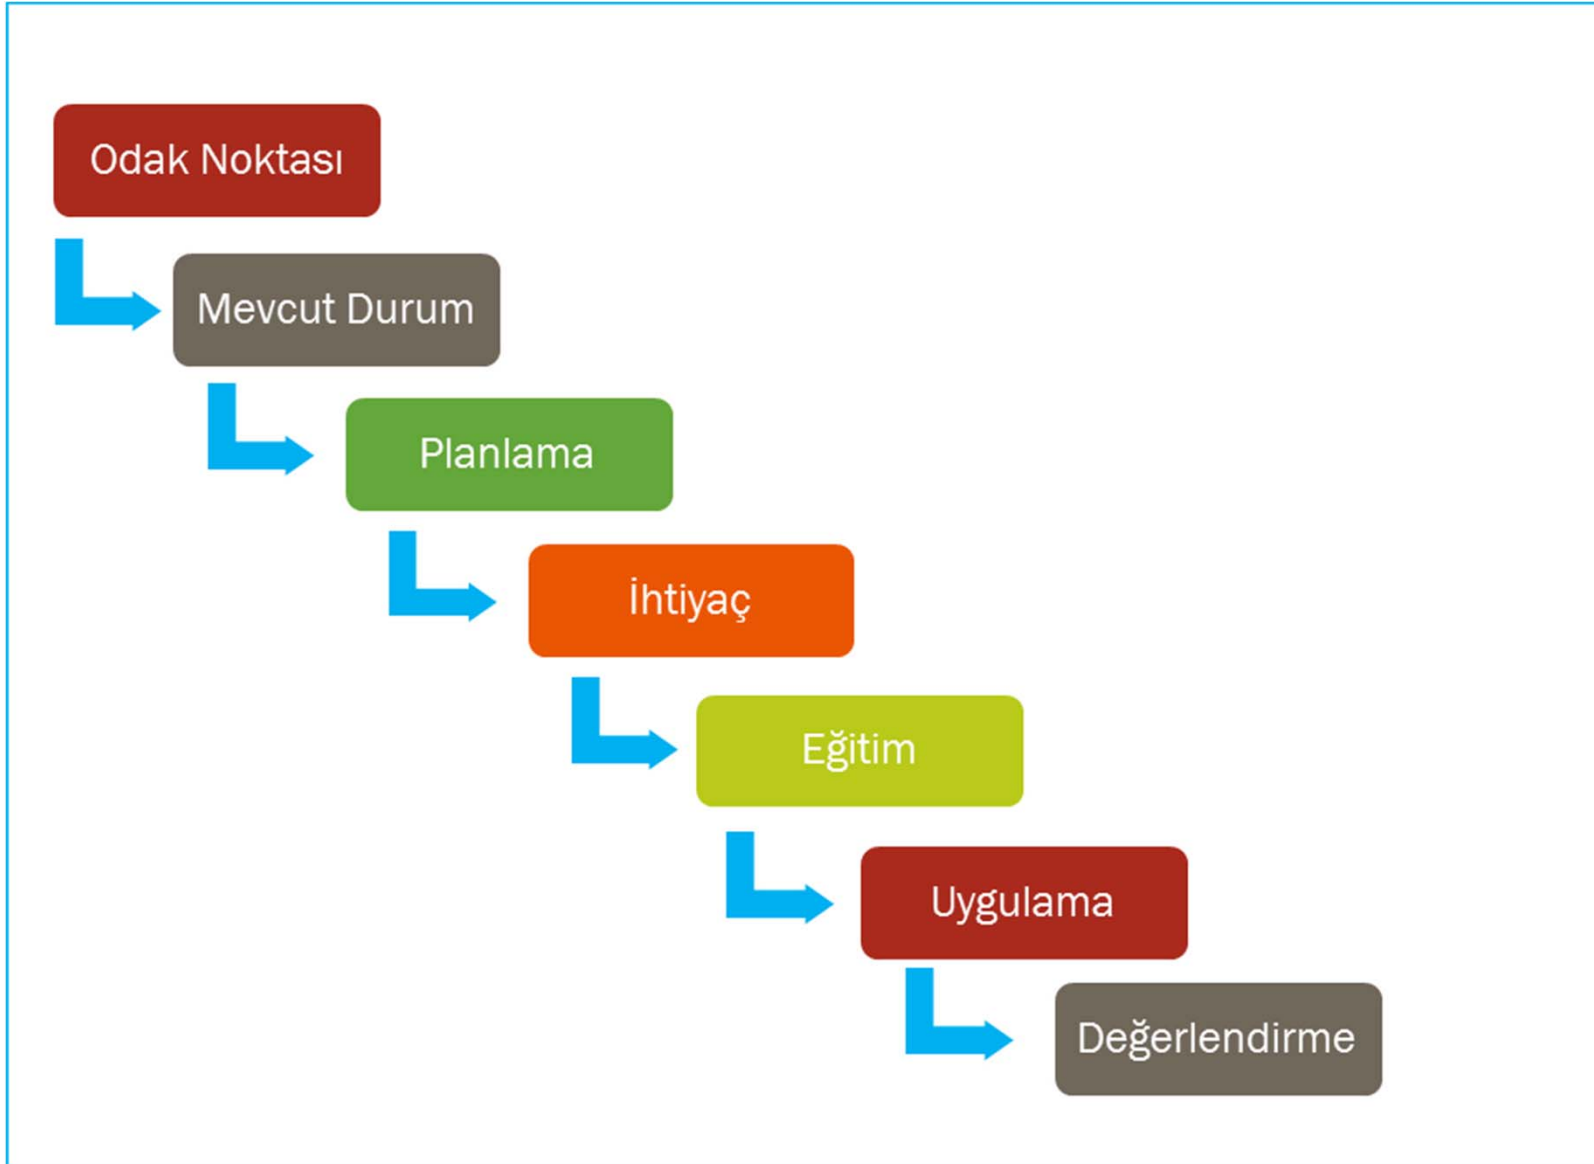 Odak Noktası
Mevcut Durum
Planlama
İhtiyaç
Eğitim
Uygulama
Değerlendirme